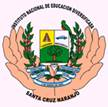 INSTITUTO NACIONAL DE EDUCACION DIVERSIFICADA
SANTA CRUZ NARANJO